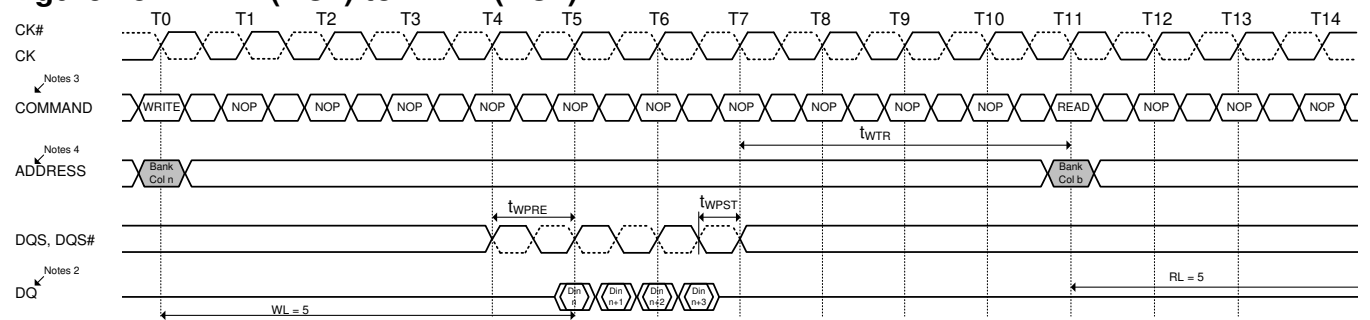 T0 T1 T2 T3 T4 T5 T6 T7 T8 T9 T10 T11 T12 T13 T14
CK#
CK
Notes 3
COMMAND WRITE NOP NOP NOP NOP NOP NOP NOP NOP NOP NOP READ NOP NOP NOP
tWTR
Notes 4
ADDRESS Bank Col n Bank Col b
tWPRE tWPST
DQS, DQS#
Notes 2
DQ Din n Din n+1 Din n+2 Din n+3 RL = 5
WL = 5